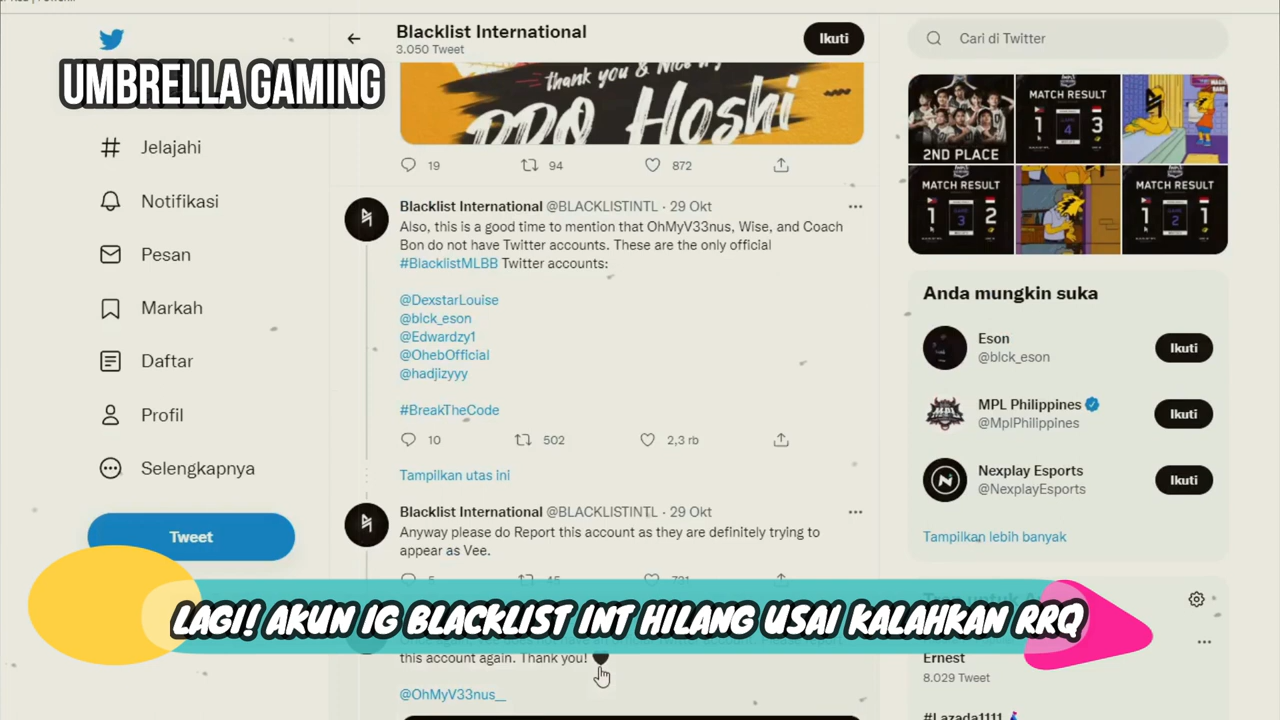 UMBRELLA GAMING
Jelajahi
Notifikasi
Pesan
Markah
Daftar
Profil
Selengkapnya
Tweet
Blacklist International
3.050 Tweet
Ikuti
thank you & Nice
RRQ Hoshi
19 94 872
Blacklist International @BLACKLISTINTL · 29 Okt
Also, this is a good time to mention that OhMyV33nus, Wise, and Coach
Bon do not have Twitter accounts. These are the only official
#BlacklistMLBB Twitter accounts:
@DexstarLouise
@blck_eson
@Edwardzy1
@OhebOfficial
@hadjizyyy
#BreakTheCode
10 502 2,3 rb
Tampilkan utas ini
Blacklist International @BLACKLISTINTL · 29 Okt
Anyway please do Report this account as they are definitely trying to
appear as Vee.
LAGI! AKUN IG BLACKLIST INT HILANG USAI KALAHKAN RRQ
this account again. Thank you!
@OhMyV33nus__
Cari di Twitter
2ND PLACE
MATCH RESULT
1 GAME 4 3
MATCH RESULT
1 GAME 3 2
MATCH RESULT
1 GAME 2 1
Anda mungkin suka
Eson
@blck_eson
Ikuti
MPL Philippines
@MplPhilippines
Ikuti
Nexplay Esports
@NexplayEsports
Ikuti
Tampilkan lebih banyak
Ernest
8.029 Tweet
#Lazada1111